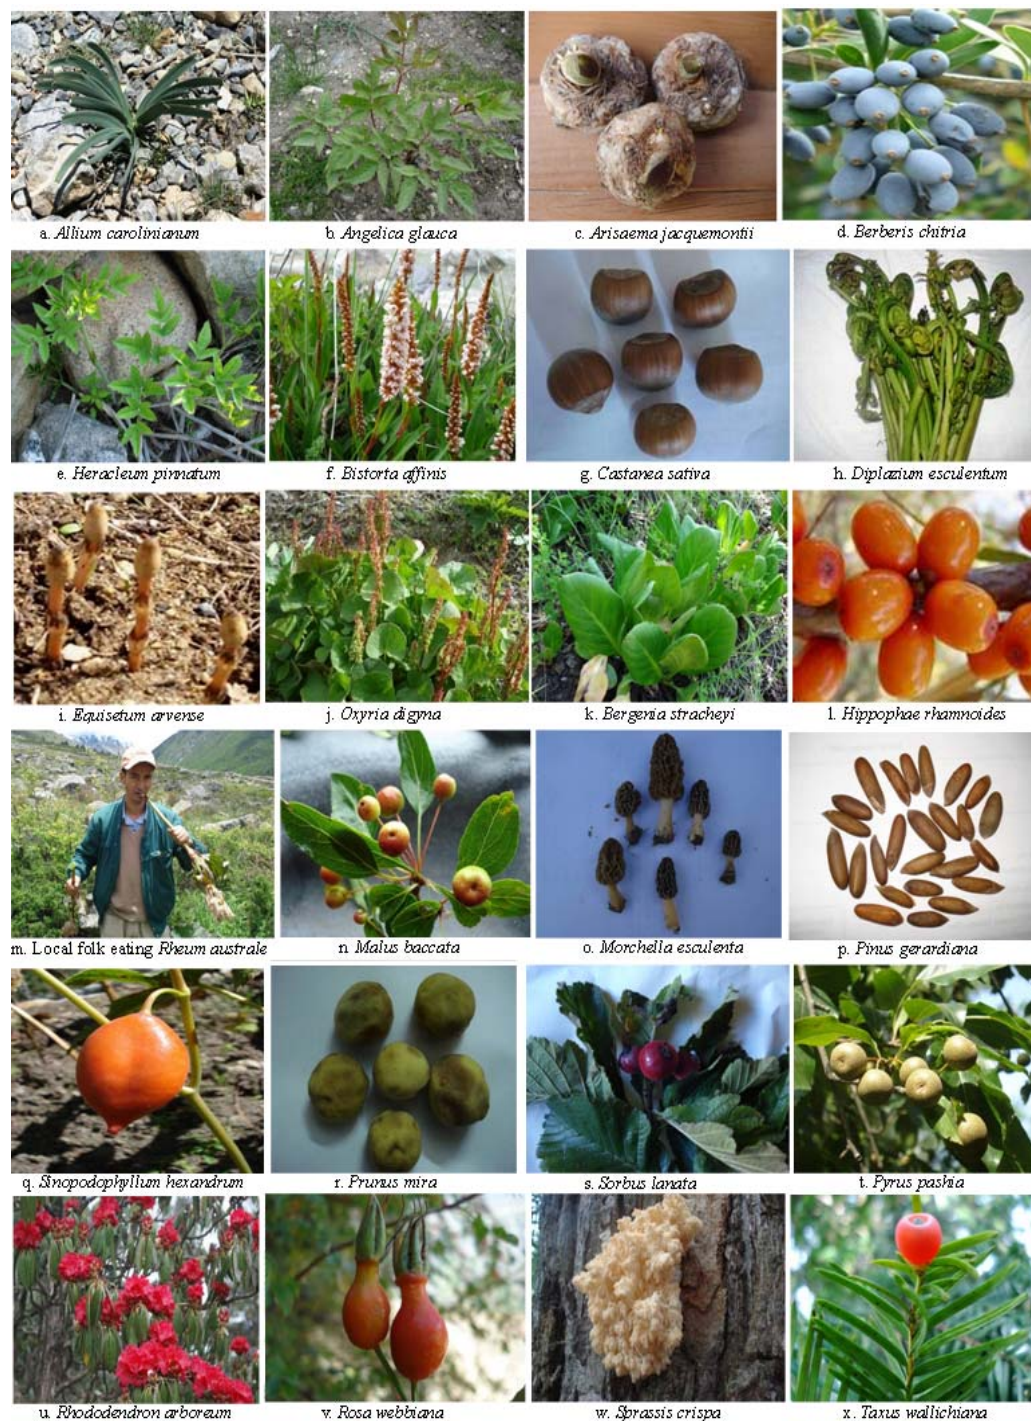 a. Allium carolinianum
b. Angelica glauca
c. Arisaema jacquemontii
d. Berberis chitria
e. Heracleum pinnatum
f. Bistorta affinis
g. Castanea sativa
h. Diplazium esculentum
i. Equisetum arvense
j. Oxyria digyna
k. Bergenia stracheyi
l. Hippophae rhamnoides
m. Local folk eating Rheum australe
n. Malus baccata
o. Morchella esculenta
p. Pinus gerardiana
q. Sinopodophyllum hexandrum
r. Prunus mira
s. Sorbus lanata
t. Pyrus pashia
u. Rhododendron arboreum
v. Rosa webbiana
w. Sprassis crispa
x. Taxus wallichiana